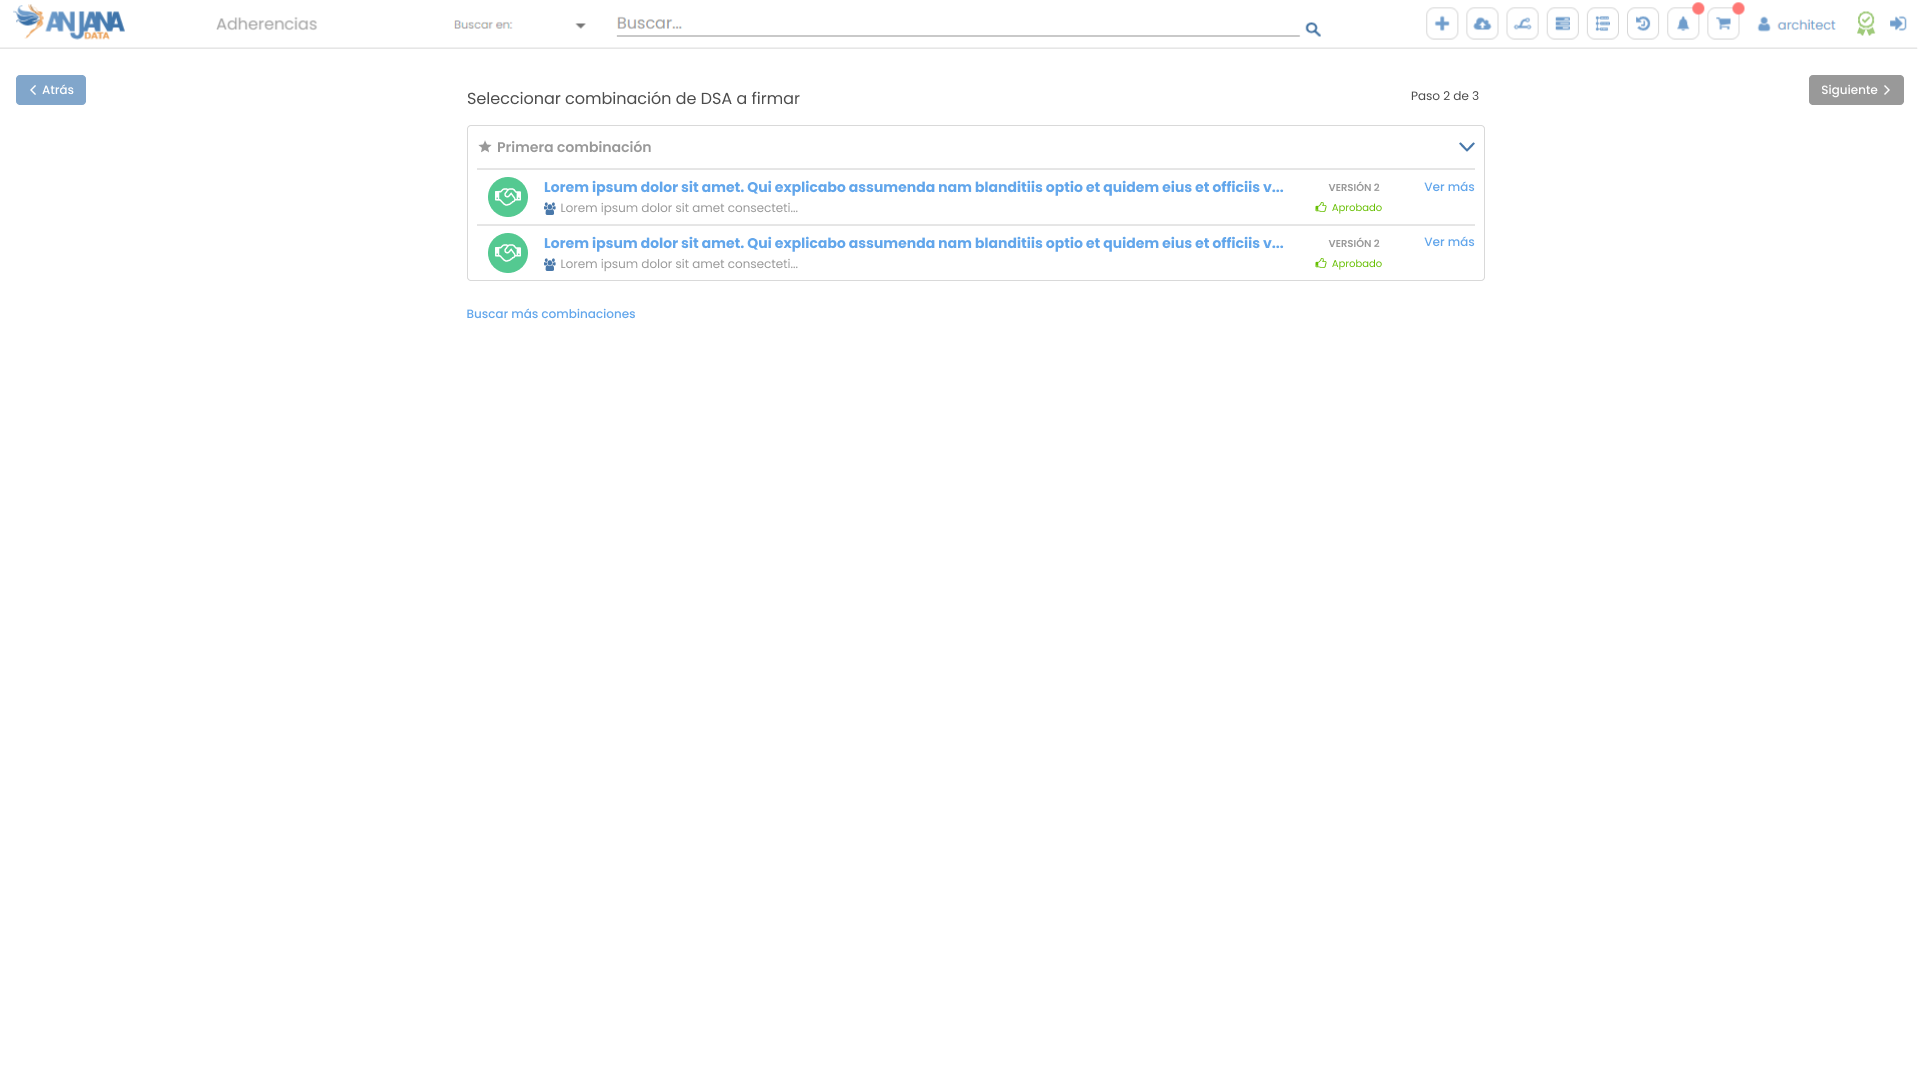 ANJANA DATA
Adherencias
Buscar en:
Buscar...
architect
Atrás
Siguiente
Seleccionar combinación de DSA a firmar
Paso 2 de 3
Primera combinación
Lorem ipsum dolor sit amet. Qui explicabo assumenda nam blanditiis optio et quidem eius et officiis v...
VERSIÓN 2
Ver más
Lorem ipsum dolor sit amet consecteti...
Aprobado
Lorem ipsum dolor sit amet. Qui explicabo assumenda nam blanditiis optio et quidem eius et officiis v...
VERSIÓN 2
Ver más
Lorem ipsum dolor sit amet consecteti...
Aprobado
Buscar más combinaciones